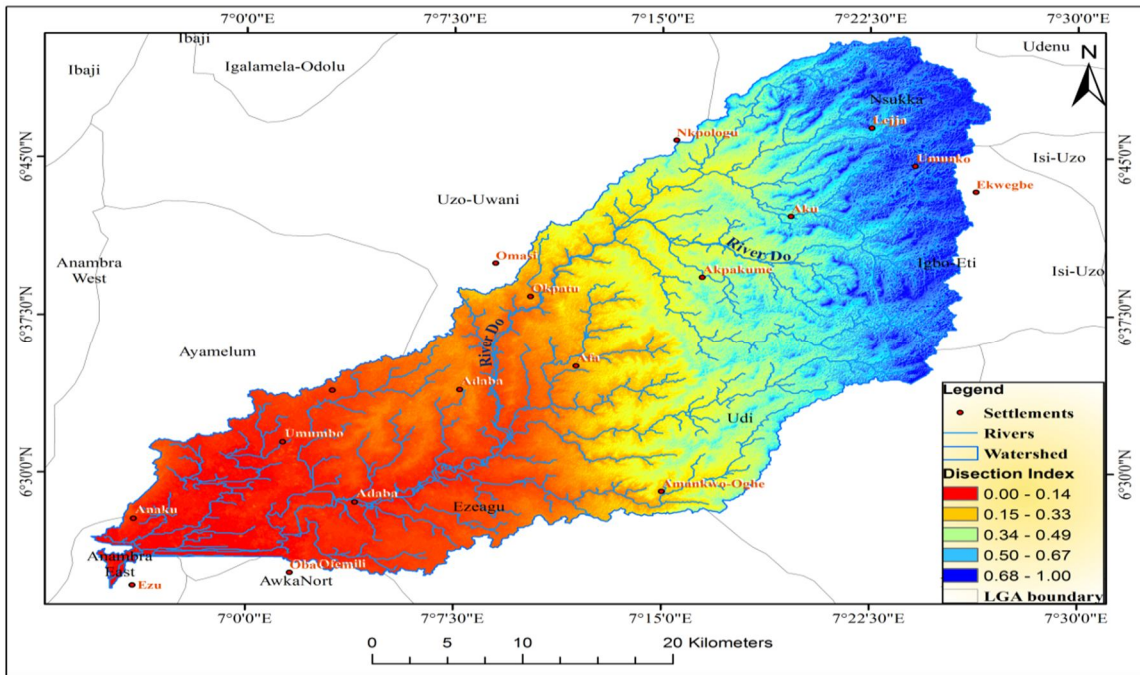 7°0'0"E 7°7'30"E 7°15'0"E 7°22'30"E 7°30'0"E
Ibaji
Udenu
Ibaji
Igalamela-Odolu
N
Nsukka
Lejja
Nkpologu
6°45'0"N
6°45'0"N
Isi-Uzo
Umunko
Ekwegbe
Uzo-Uwani
Aku
River Do
Omasi
Anambra
West
Igbo-Eti
Isi-Uzo
Akpakume
Okpatu
6°37'30"N
6°37'30"N
River Do
Ayamelum
Afa
Adaba
Udi
Umumbo
6°30'0"N
6°30'0"N
Amankwo-Oghe
Adaba
Ezeagu
Anaku
Anambra
East
Oba Ofemili
AwkaNort
Ezu
Legend
Settlements
Rivers
Watershed
Disection Index
0.00 - 0.14
0.15 - 0.33
0.34 - 0.49
0.50 - 0.67
0.68 - 1.00
LGA boundary
7°0'0"E 7°7'30"E 7°15'0"E 7°22'30"E 7°30'0"E
0 5 10 20 Kilometers